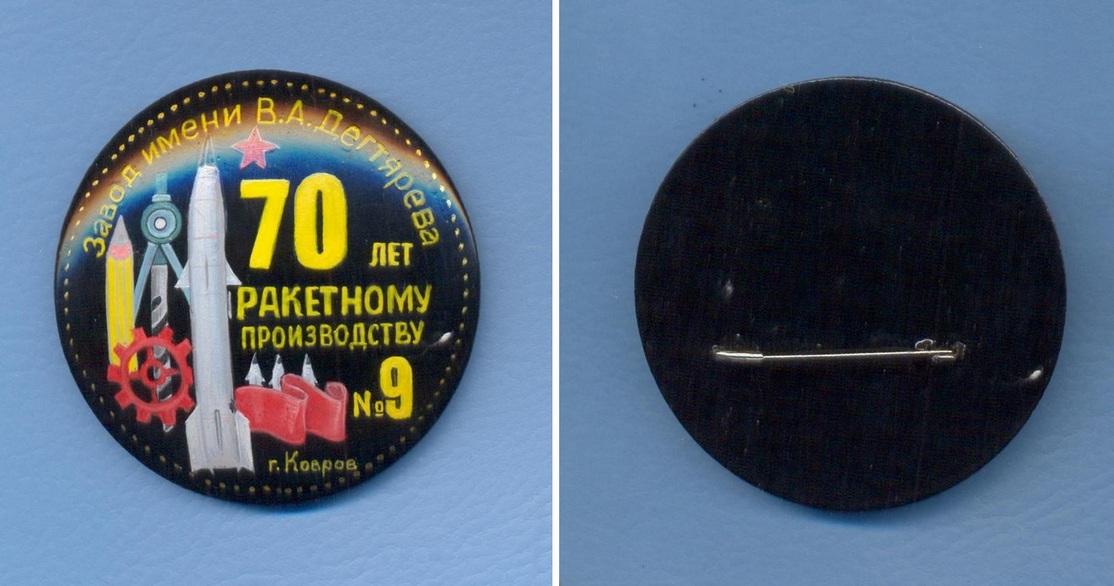 Завод имени В.А.Дегтярева
70
ЛЕТ
РАКЕТНОМУ
ПРОИЗВОДСТВУ
№9
г.Ковров